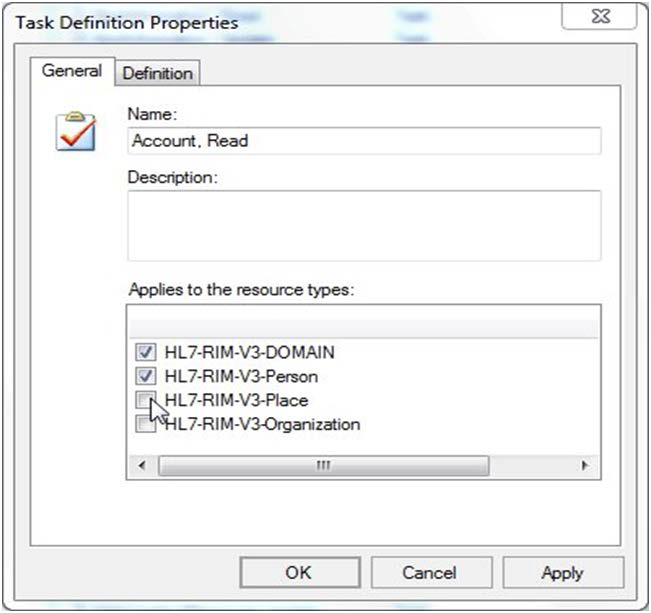 Task Definition Properties
General
Definition
Name:
Account, Read
Description:
Applies to the resource types:
HL7-RIM-V3-DOMAIN
HL7-RIM-V3-Person
HL7-RIM-V3-Place
HL7-RIM-V3-Organization
OK
Cancel
Apply